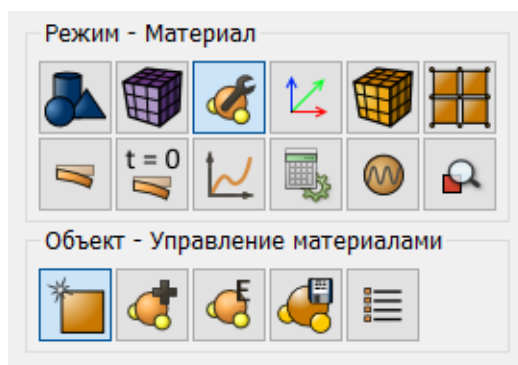 Режим - Материал
t = 0
Объект - Управление материалами
E